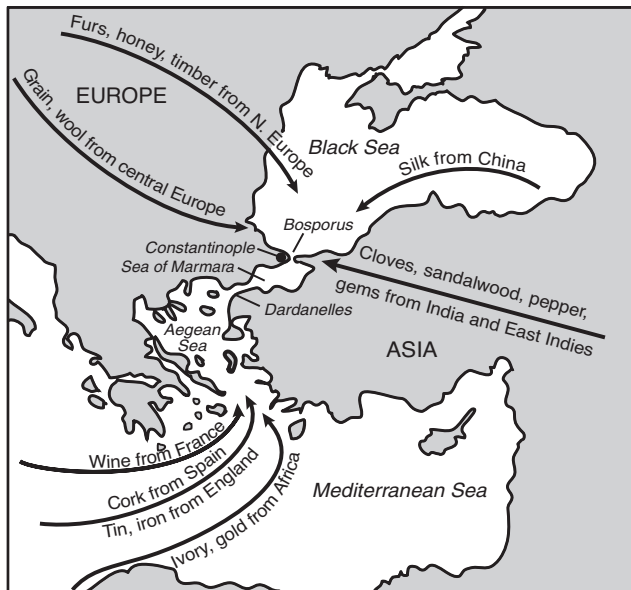 Furs, honey, timber from N. Europe
EUROPE
Grain, wool from central Europe
Black Sea
Silk from China
Bosporus
Constantinople
Sea of Marmara
Cloves, sandalwood, pepper,
gems from India and East Indies
Dardanelles
Aegean
Sea
ASIA
Wine from France
Cork from Spain
Tin, iron from England
Ivory, gold from Africa
Mediterranean Sea